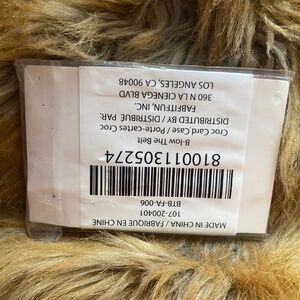 MADE IN CHINA / FABRIQUE EN CHINE
107-200401
BTB-FA-006
810011305274
B-low The Belt
Croc Card Case / Porte-cartes Croc
DISTRIBUTED BY / DISTRIBUE PAR:
FABFITFUN, INC.
360 N LA CIENEGA BLVD
LOS ANGELES, CA 90048